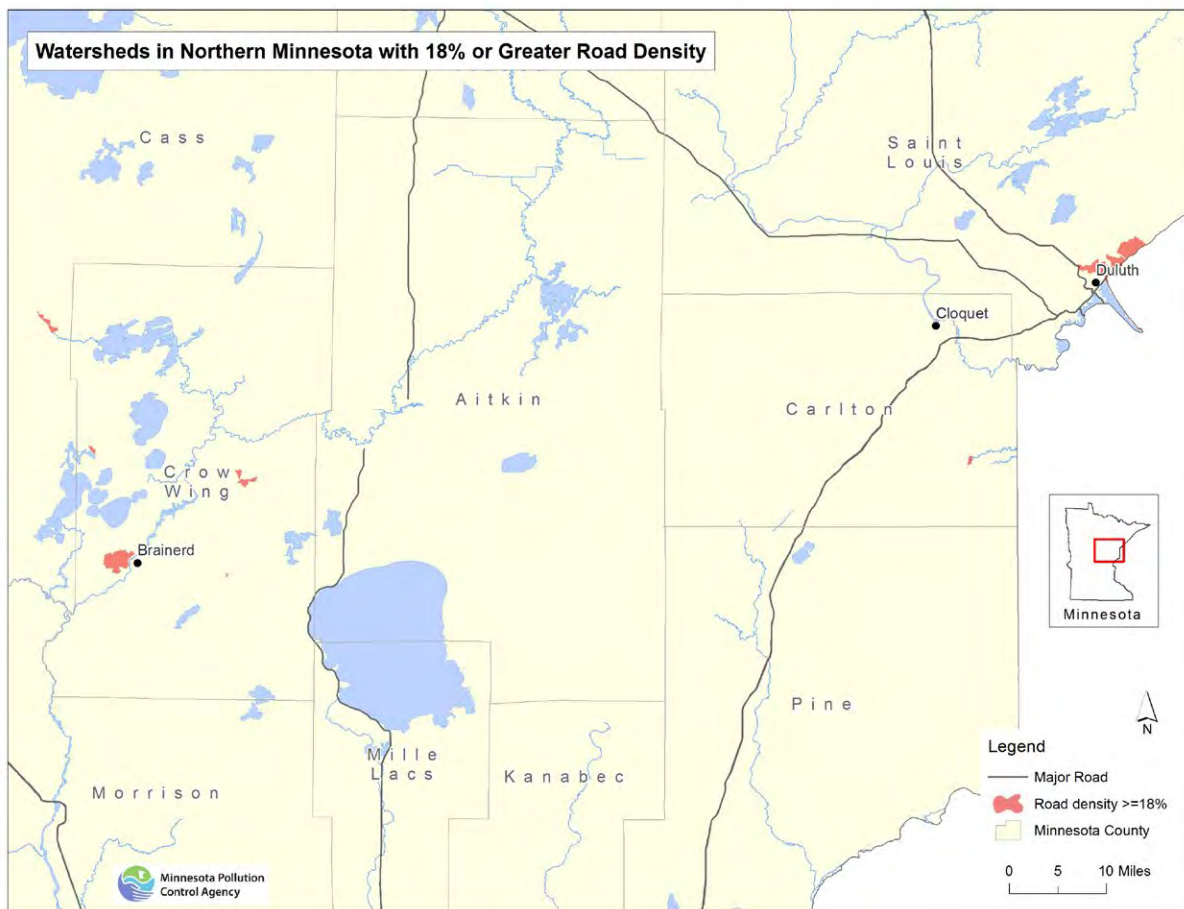 Watersheds in Northern Minnesota with 18% or Greater Road Density
Cass
Saint
Louis
Duluth
Cloquet
Aitkin
Carlton
Crow
Wing
Brainerd
Minnesota
Pine
N
Mille
Lacs
Kanabec
Morrison
Legend
Major Road
Road density >=18%
Minnesota County
0 5 10 Miles
Minnesota Pollution
Control Agency